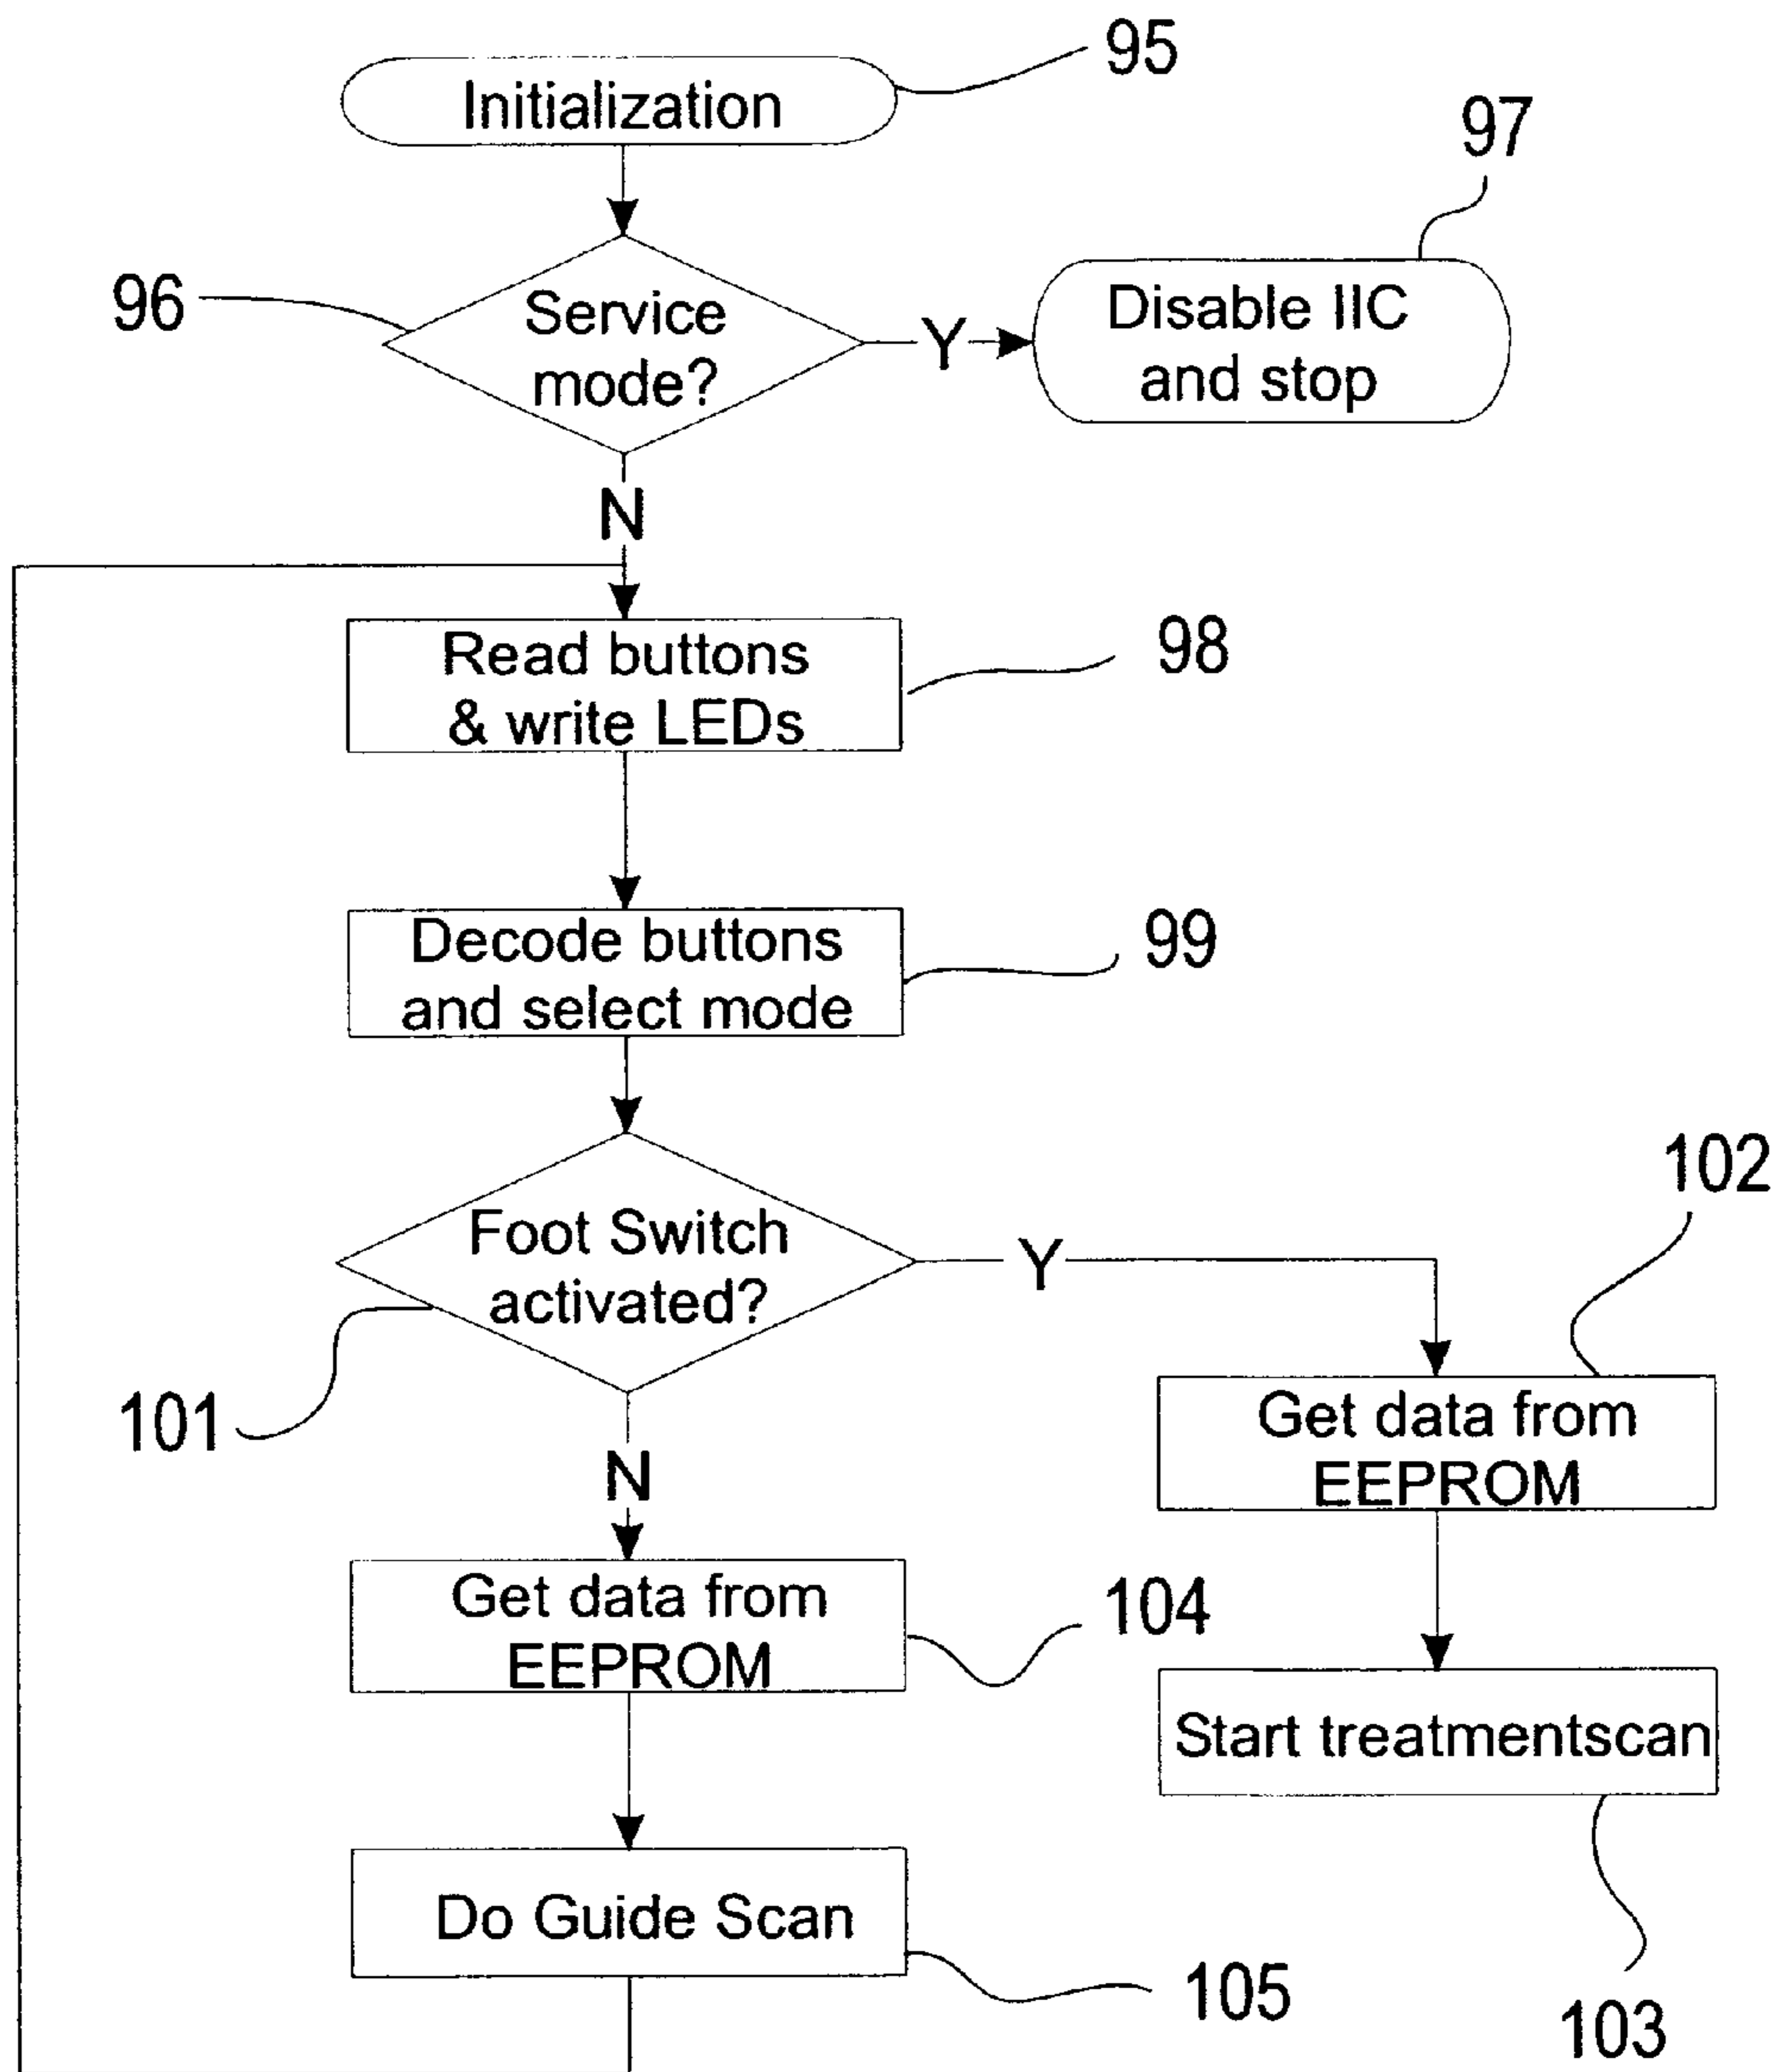 95
Initialization
97
96
Service
mode?
Y
Disable IIC
and stop
N
Read buttons
& write LEDs
98
Decode buttons
and select mode
99
Foot Switch
activated?
Y
102
101
N
Get data from
EEPROM
Get data from
EEPROM
104
Start treatmentscan
Do Guide Scan
105
103